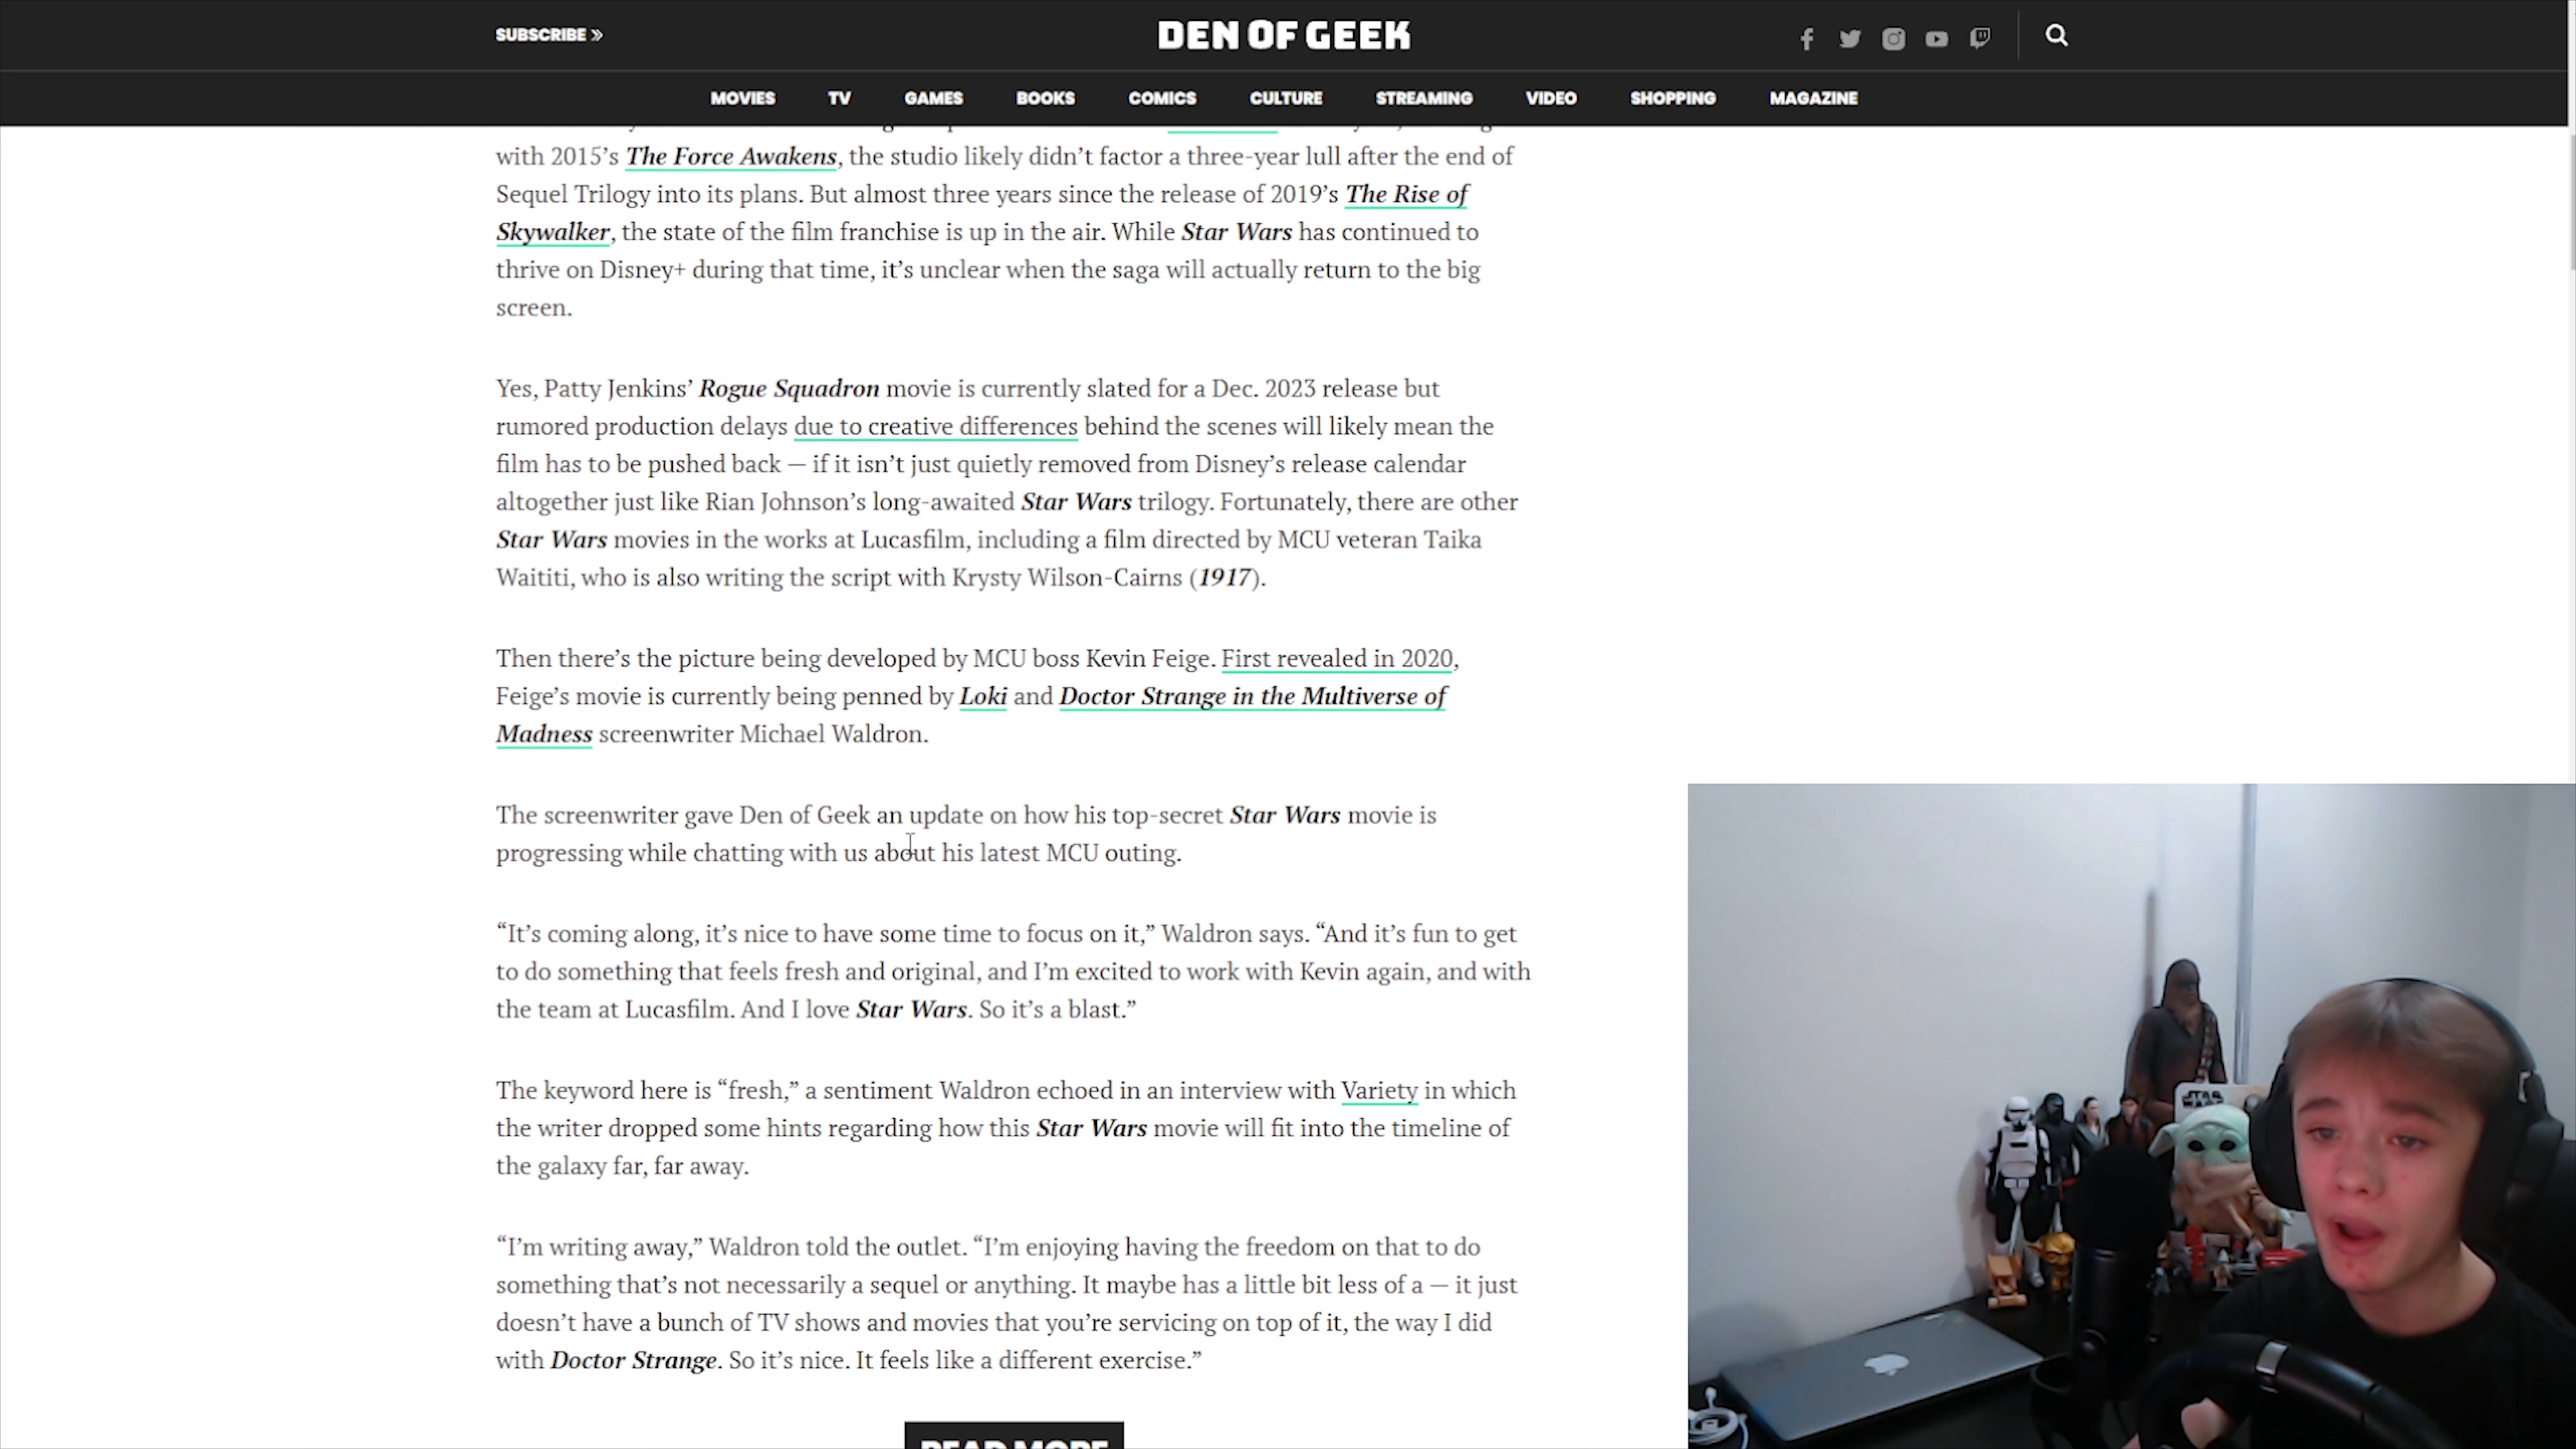 SUBSCRIBE »
DEN OF GEEK
MOVIES TV GAMES BOOKS COMICS CULTURE STREAMING VIDEO SHOPPING MAGAZINE
with 2015’s The Force Awakens, the studio likely didn’t factor a three-year lull after the end of
Sequel Trilogy into its plans. But almost three years since the release of 2019’s The Rise of
Skywalker, the state of the film franchise is up in the air. While Star Wars has continued to
thrive on Disney+ during that time, it’s unclear when the saga will actually return to the big
screen.
Yes, Patty Jenkins’ Rogue Squadron movie is currently slated for a Dec. 2023 release but
rumored production delays due to creative differences behind the scenes will likely mean the
film has to be pushed back — if it isn’t just quietly removed from Disney’s release calendar
altogether just like Rian Johnson’s long-awaited Star Wars trilogy. Fortunately, there are other
Star Wars movies in the works at Lucasfilm, including a film directed by MCU veteran Taika
Waititi, who is also writing the script with Krysty Wilson-Cairns (1917).
Then there’s the picture being developed by MCU boss Kevin Feige. First revealed in 2020,
Feige’s movie is currently being penned by Loki and Doctor Strange in the Multiverse of
Madness screenwriter Michael Waldron.
The screenwriter gave Den of Geek an update on how his top-secret Star Wars movie is
progressing while chatting with us about his latest MCU outing.
“It’s coming along, it’s nice to have some time to focus on it,” Waldron says. “And it’s fun to get
to do something that feels fresh and original, and I’m excited to work with Kevin again, and with
the team at Lucasfilm. And I love Star Wars. So it’s a blast.”
The keyword here is “fresh,” a sentiment Waldron echoed in an interview with Variety in which
the writer dropped some hints regarding how this Star Wars movie will fit into the timeline of
the galaxy far, far away.
“I’m writing away,” Waldron told the outlet. “I’m enjoying having the freedom on that to do
something that’s not necessarily a sequel or anything. It maybe has a little bit less of a — it just
doesn’t have a bunch of TV shows and movies that you’re servicing on top of it, the way I did
with Doctor Strange. So it’s nice. It feels like a different exercise.”
READ MORE
STAR WARS